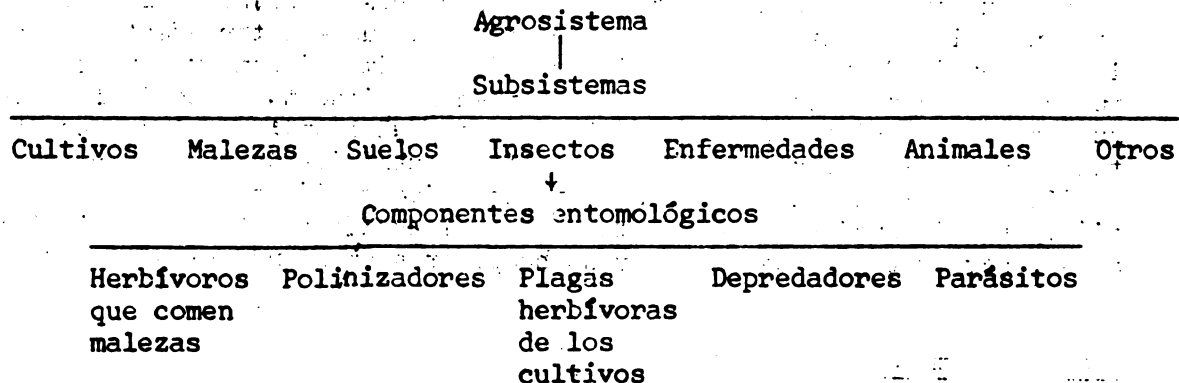 Agrosistema
Subsistemas
Cultivos Malezas Suelos Insectos Enfermedades Animales Otros
Componentes entomológicos
Herbívoros Polinizadores Plagas Depredadores Parásitos
que comen herbívoras
malezas de los
cultivos